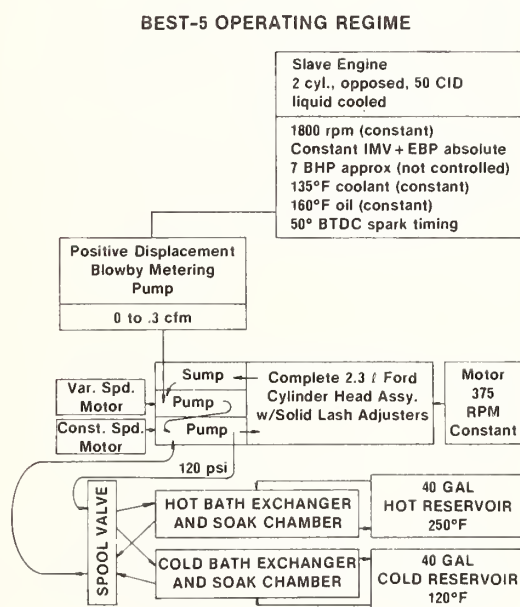 BEST-5 OPERATING REGIME
Slave Engine
2 cyl., opposed, 50 CID
liquid cooled
1800 rpm (constant)
Constant IMV + EBP absolute
7 BHP approx (not controlled)
135°F coolant (constant)
160°F oil (constant)
50° BTDC spark timing
Positive Displacement
Blowby Metering
Pump
0 to .3 cfm
Var. Spd.
Motor
Const. Spd.
Motor
Sump
Pump
Pump
Complete 2.3 ℓ Ford
Cylinder Head Assy.
w/Solid Lash Adjusters
Motor
375
RPM
Constant
120 psi
SPOOL VALVE
HOT BATH EXCHANGER
AND SOAK CHAMBER
40 GAL
HOT RESERVOIR
250°F
COLD BATH EXCHANGER
AND SOAK CHAMBER
40 GAL
COLD RESERVOIR
120°F